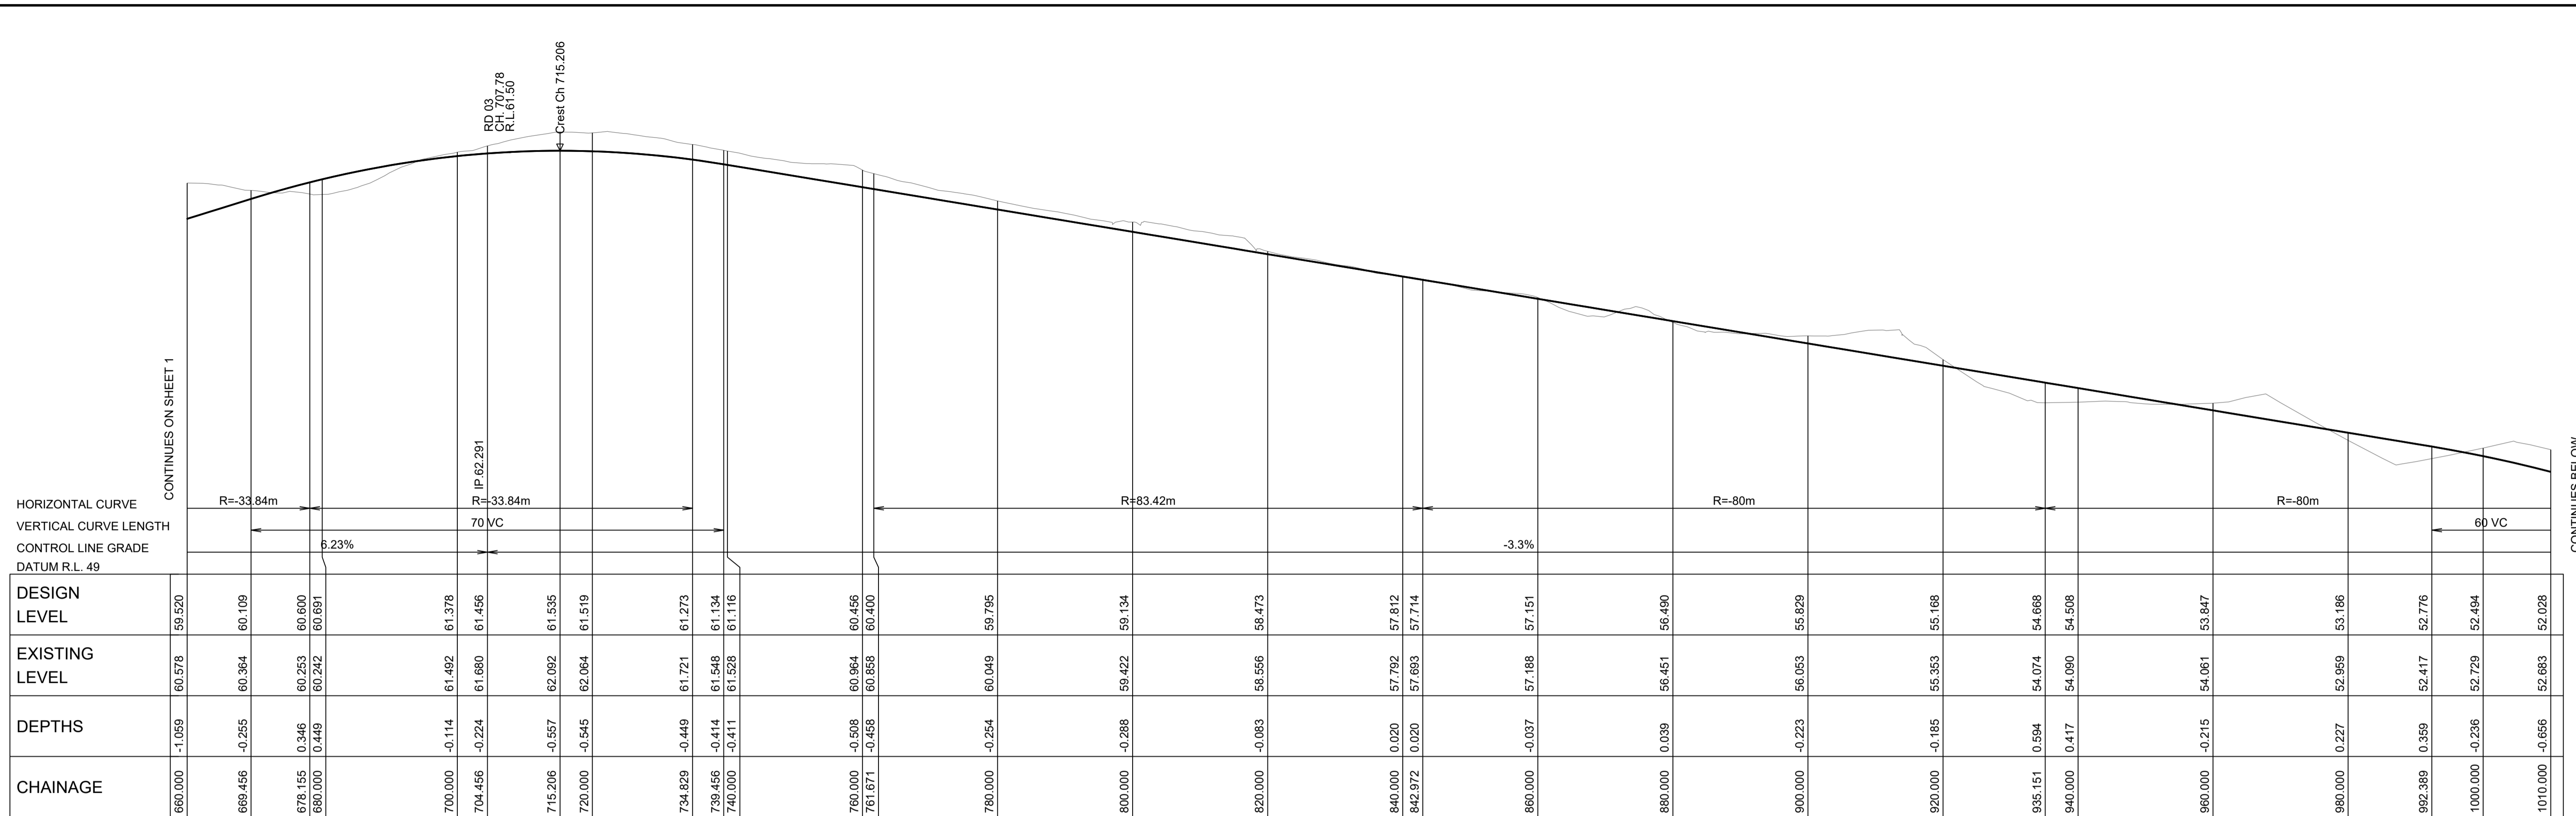 Crest Ch 715.206
RD 03
CH. 707.78
R.L.61.50
CONTINUES ON SHEET 1
IP.62.291
CONTINUES BELOW
HORIZONTAL CURVE R=-33.84m R=-33.84m R=83.42m R=-80m R=-80m
VERTICAL CURVE LENGTH 70 VC 60 VC
CONTROL LINE GRADE 6.23% -3.3%
DATUM R.L. 49
DESIGN
LEVEL
59.520 60.109 60.600 60.691 61.378 61.456 61.535 61.519 61.273 61.134 61.116 60.456 60.400 59.795 59.134 58.473 57.812 57.714 57.151 56.490 55.829 55.168 54.668 54.508 53.847 53.186 52.776 52.494 52.028
EXISTING
LEVEL
60.578 60.364 60.253 60.242 61.492 61.680 62.092 62.064 61.721 61.548 61.528 60.964 60.858 60.049 59.422 58.556 57.792 57.693 57.188 56.451 56.053 55.353 54.074 54.090 54.061 52.959 52.417 52.729 52.683
DEPTHS
-1.059 -0.255 0.346 0.449 -0.114 -0.224 -0.557 -0.545 -0.449 -0.414 -0.411 -0.508 -0.458 -0.254 -0.288 -0.083 0.020 0.020 -0.037 0.039 -0.223 -0.185 0.594 0.417 -0.215 0.227 0.359 -0.236 -0.656
CHAINAGE
660.000 669.456 678.155 680.000 700.000 704.456 715.206 720.000 734.829 739.456 740.000 760.000 761.671 780.000 800.000 820.000 840.000 842.972 860.000 880.000 900.000 920.000 935.151 940.000 960.000 980.000 992.389 1000.000 1010.000